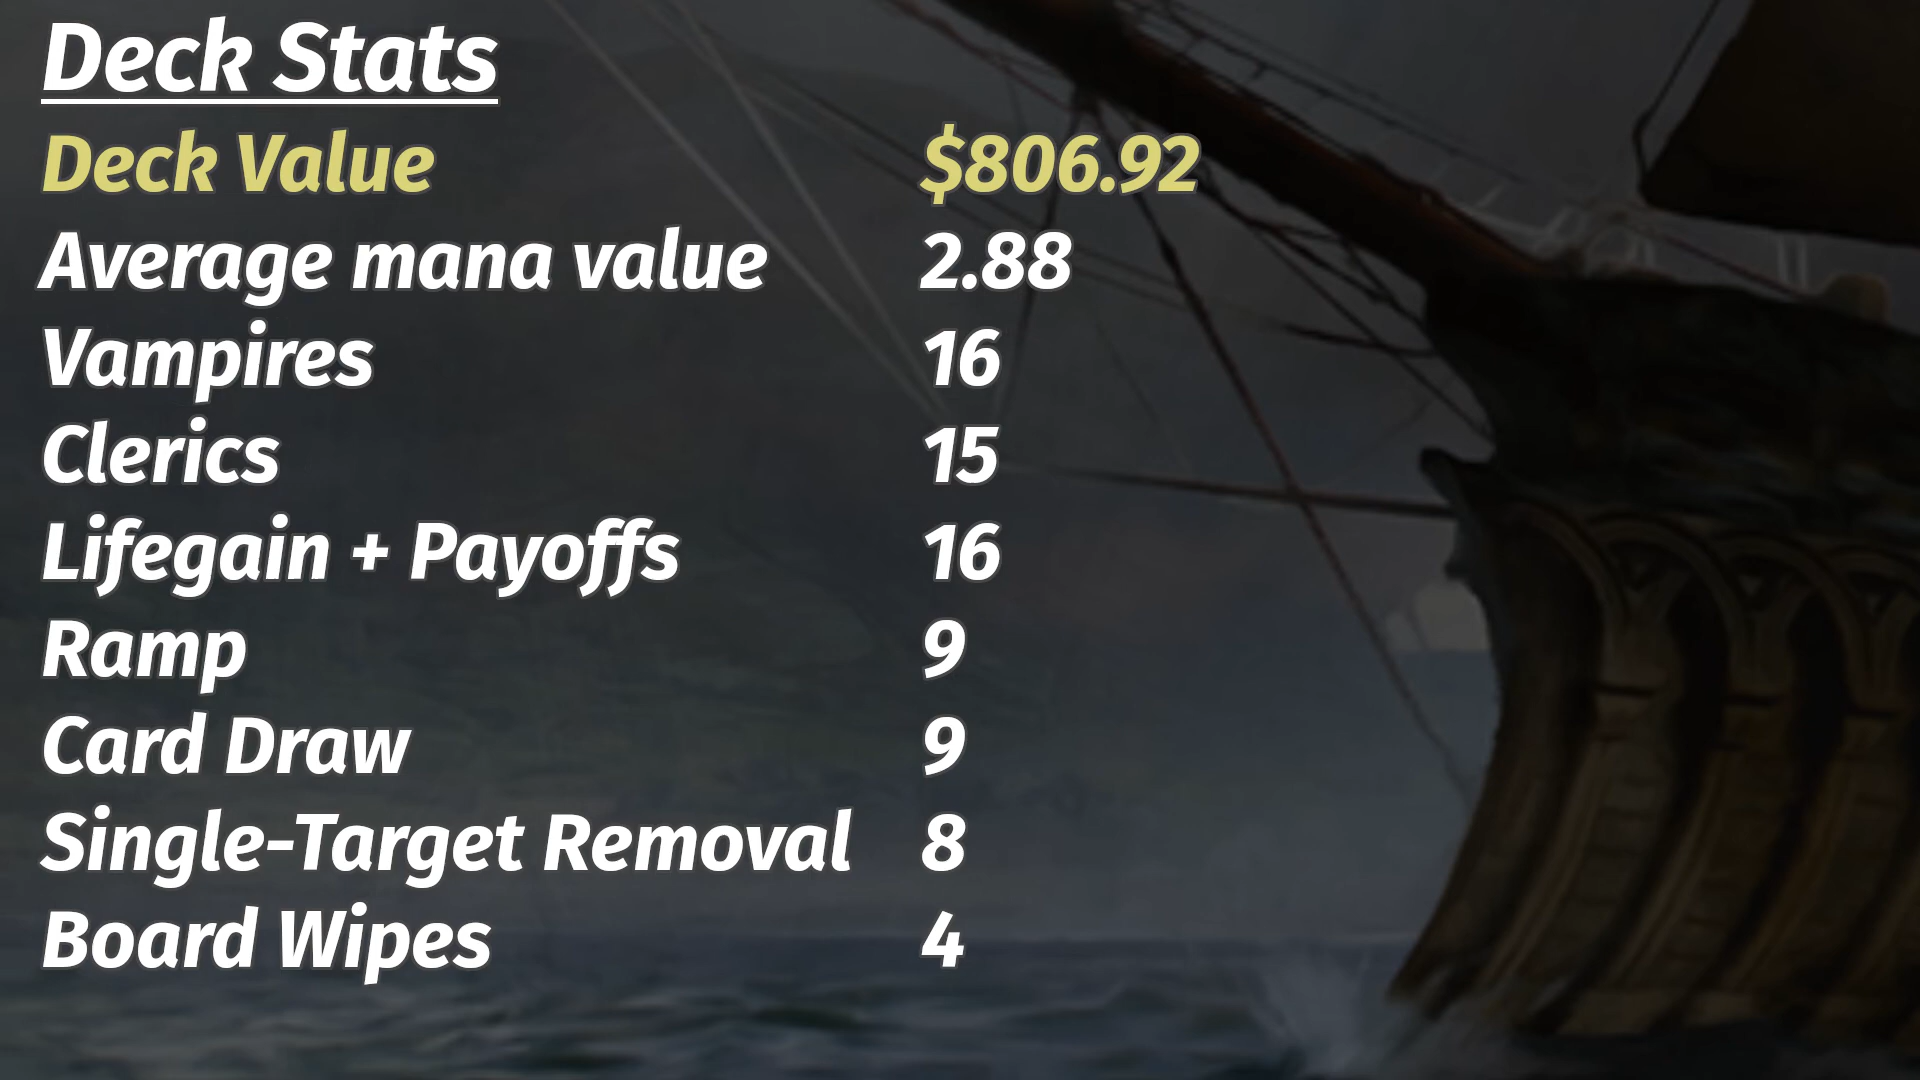 Deck Stats
Deck Value $806.92
Average mana value 2.88
Vampires 16
Clerics 15
Lifegain + Payoffs 16
Ramp 9
Card Draw 9
Single-Target Removal 8
Board Wipes 4